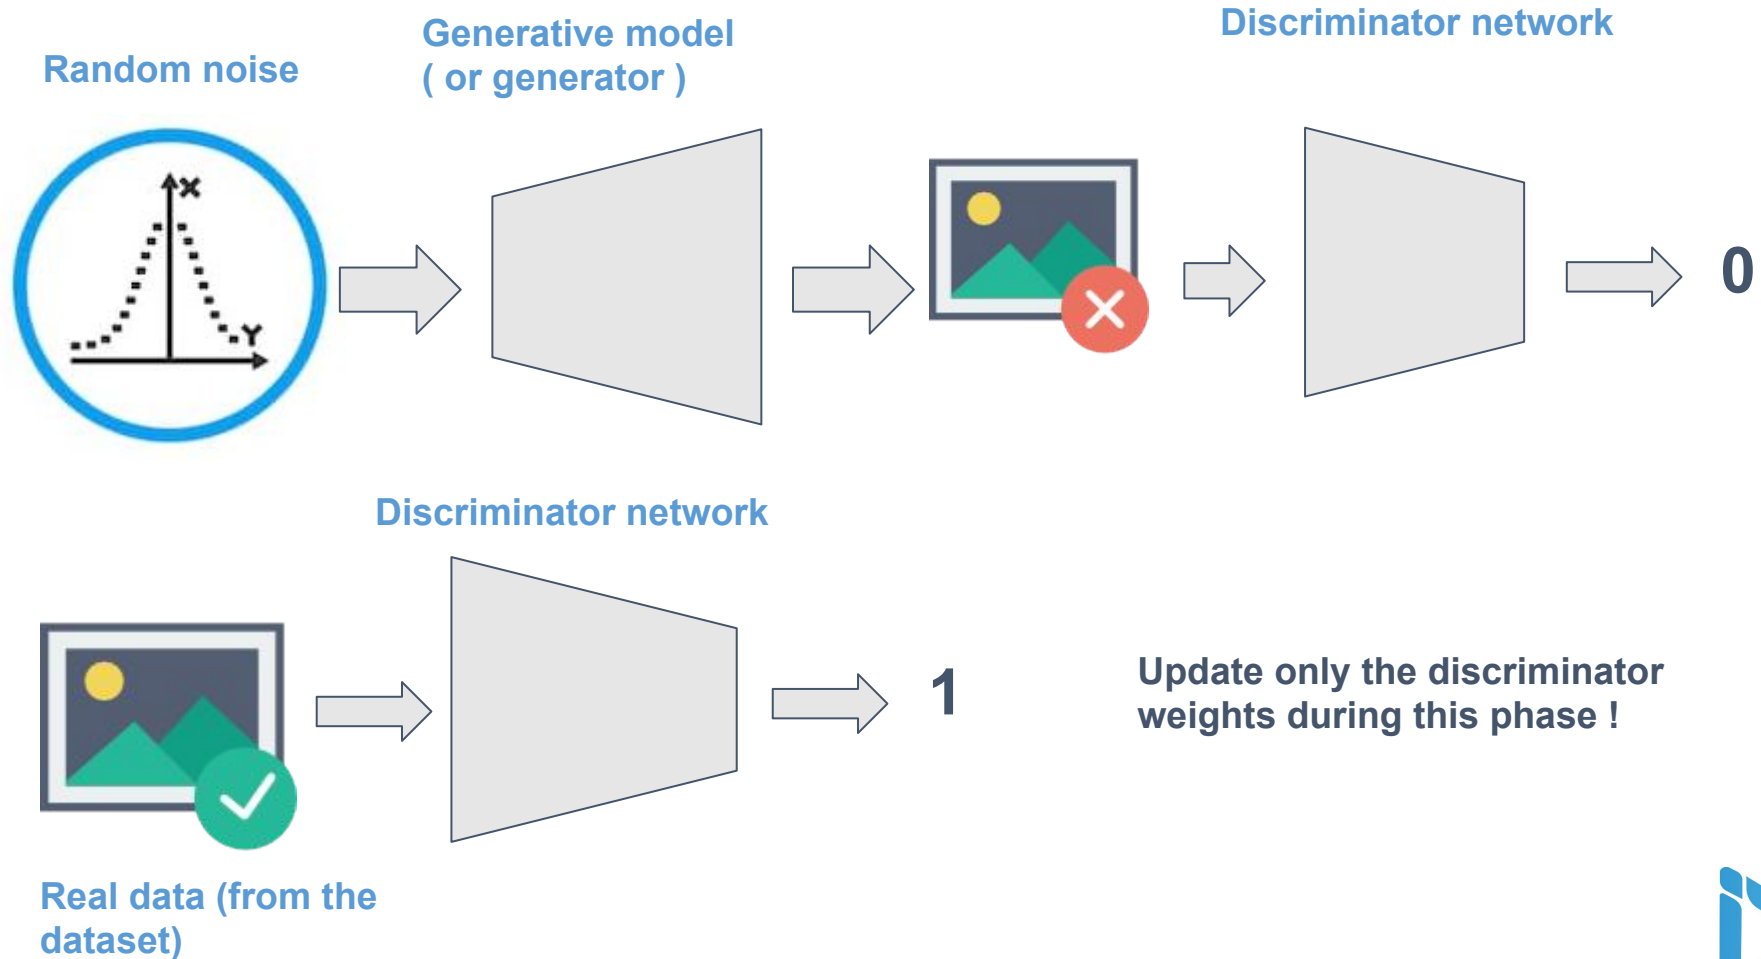 Random noise
Generative model
( or generator )
Discriminator network
X
Y
0
Discriminator network
1
Update only the discriminator
weights during this phase !
Real data (from the
dataset)